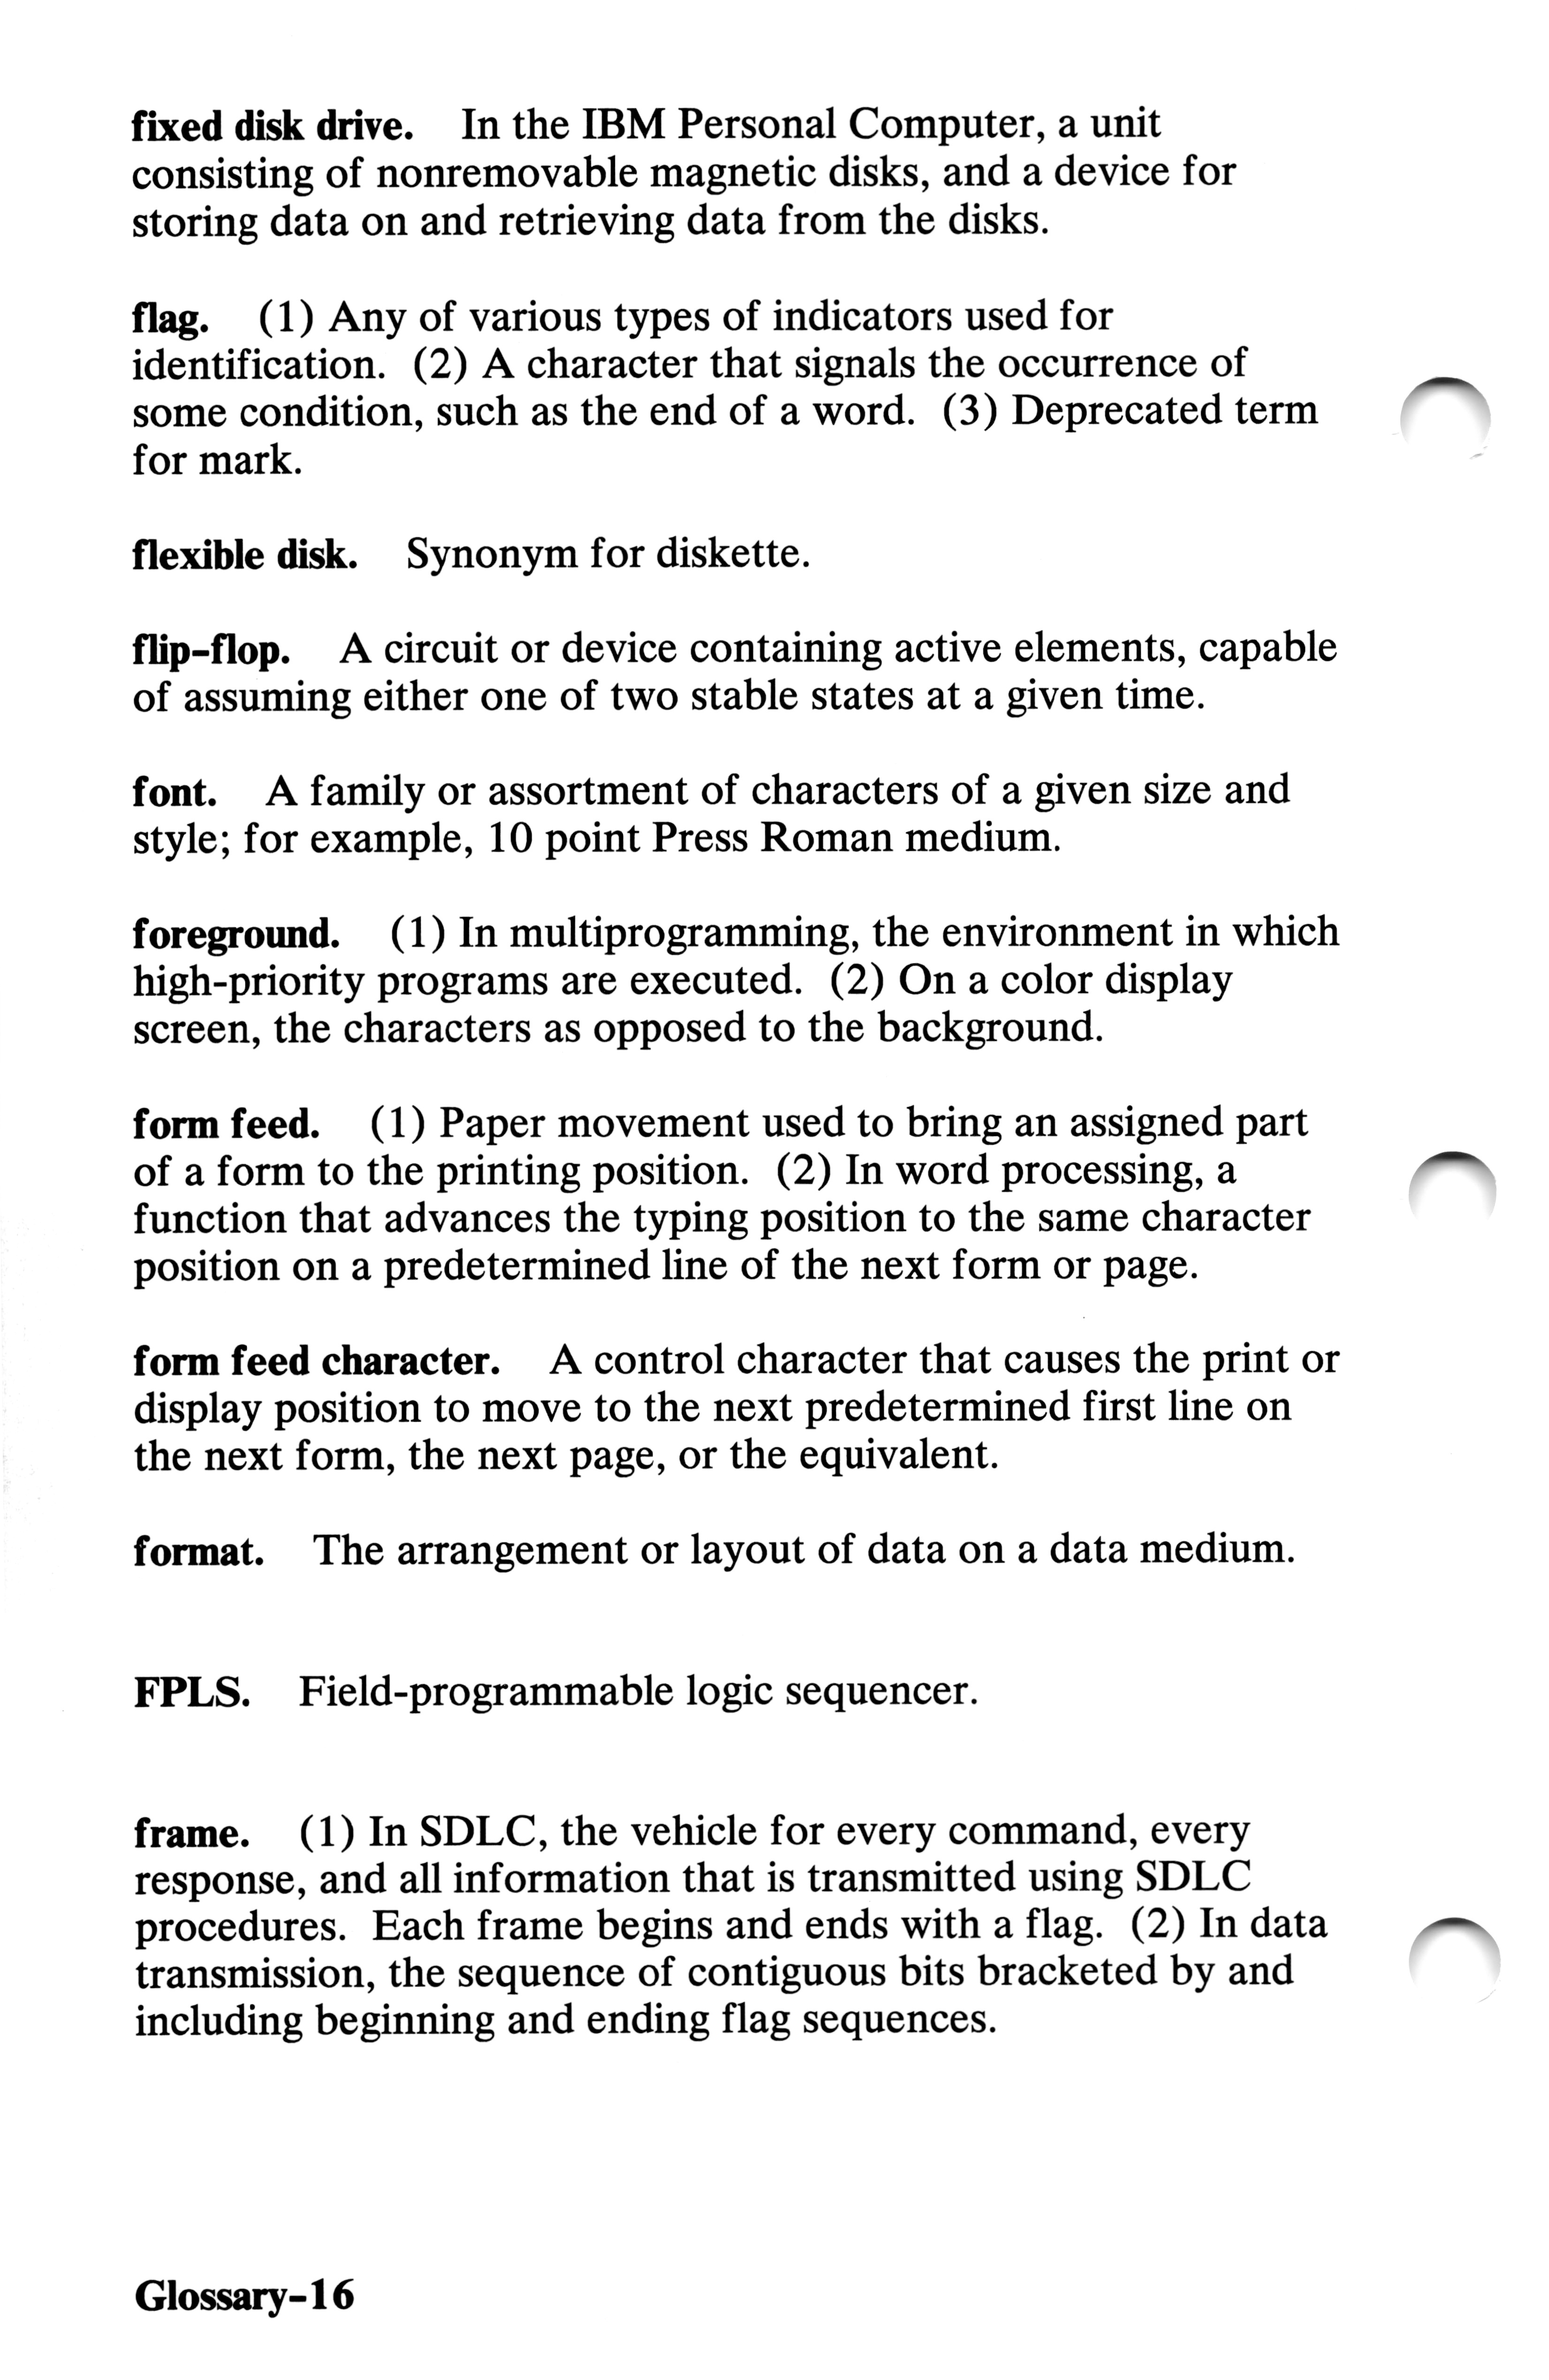 fixed disk drive. In the IBM Personal Computer, a unit
consisting of nonremovable magnetic disks, and a device for
storing data on and retrieving data from the disks.
flag. (1) Any of various types of indicators used for
identification. (2) A character that signals the occurrence of
some condition, such as the end of a word. (3) Deprecated term
for mark.
flexible disk. Synonym for diskette.
flip-flop. A circuit or device containing active elements, capable
of assuming either one of two stable states at a given time.
font. A family or assortment of characters of a given size and
style; for example, 10 point Press Roman medium.
foreground. (1) In multiprogramming, the environment in which
high-priority programs are executed. (2) On a color display
screen, the characters as opposed to the background.
form feed. (1) Paper movement used to bring an assigned part
of a form to the printing position. (2) In word processing, a
function that advances the typing position to the same character
position on a predetermined line of the next form or page.
form feed character. A control character that causes the print or
display position to move to the next predetermined first line on
the next form, the next page, or the equivalent.
format. The arrangement or layout of data on a data medium.
FPLS. Field-programmable logic sequencer.
frame. (1) In SDLC, the vehicle for every command, every
response, and all information that is transmitted using SDLC
procedures. Each frame begins and ends with a flag. (2) In data
transmission, the sequence of contiguous bits bracketed by and
including beginning and ending flag sequences.
Glossary-16